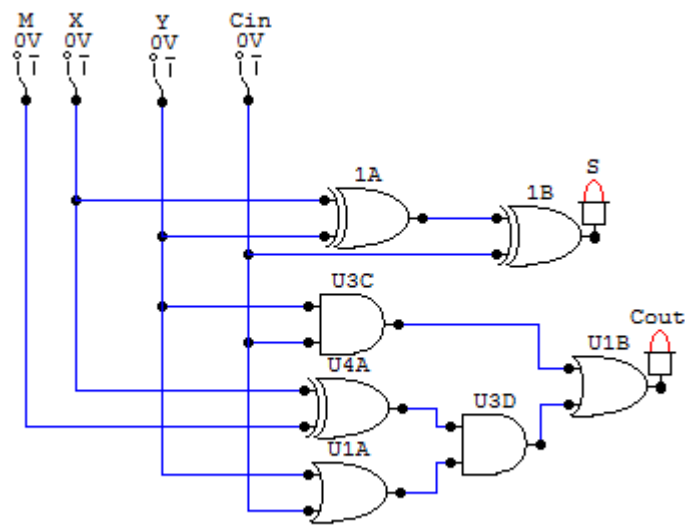 M X Y Cin
0V 0V 0V 0V
1A
1B
S
U3C
U4A
U1A
U3D
U1B
Cout